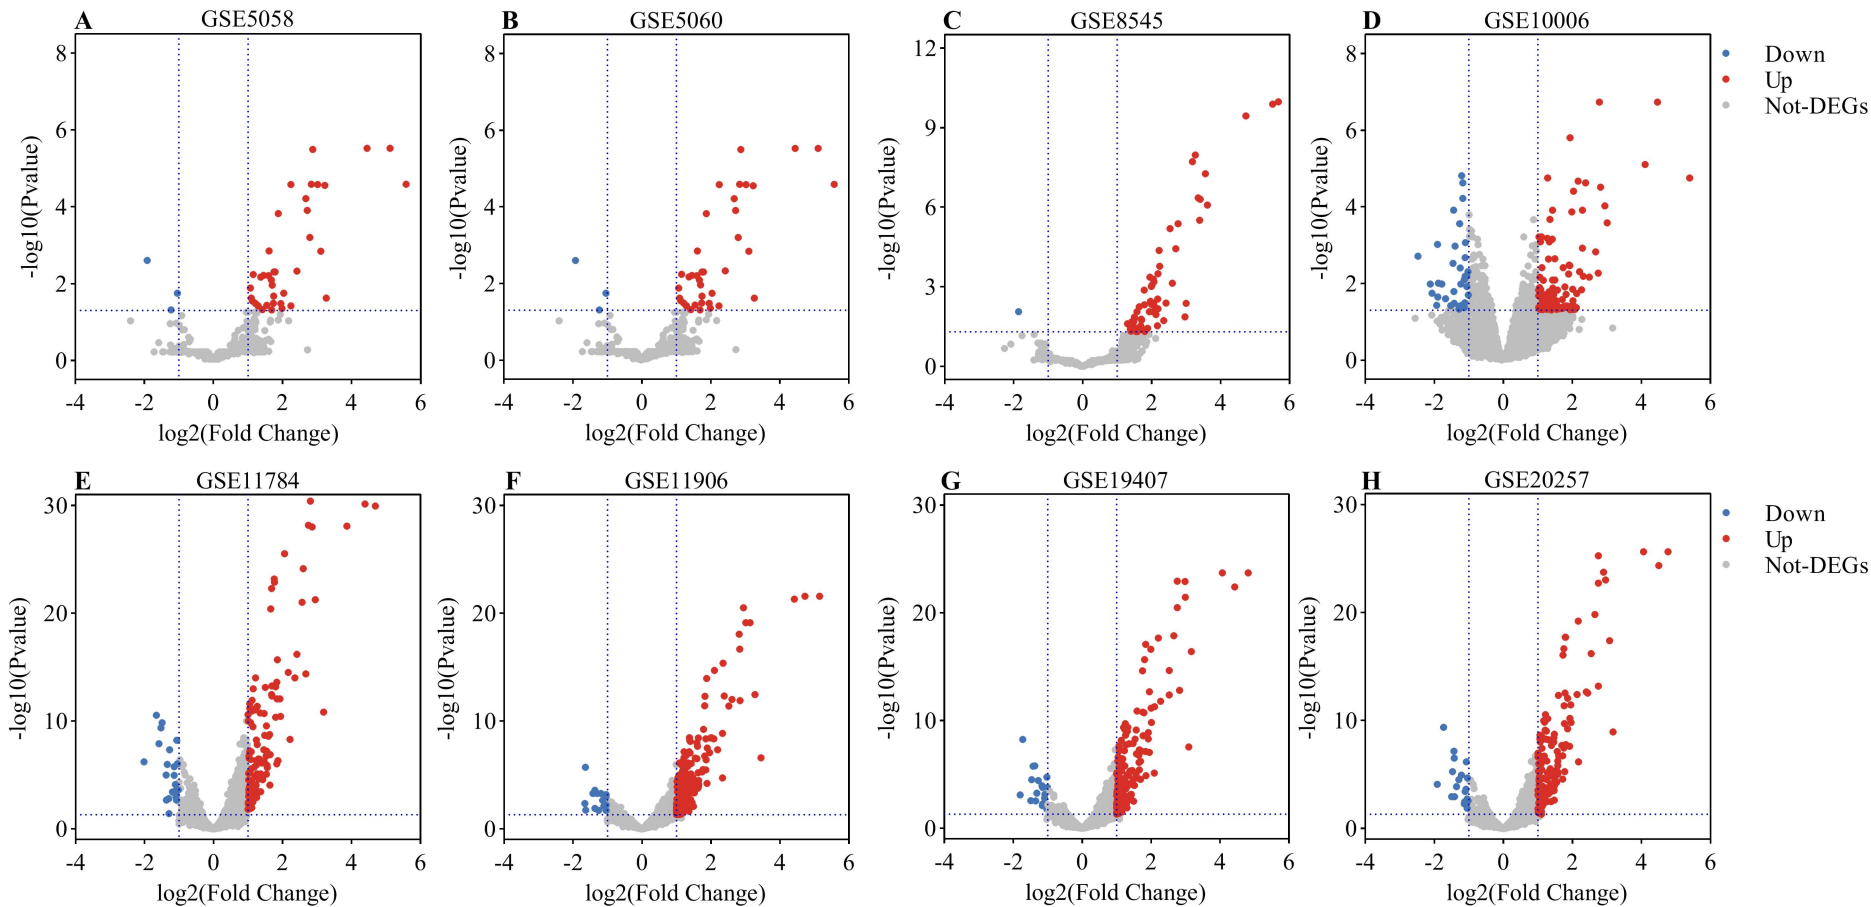 A GSE5058
B GSE5060
C GSE8545
D GSE10006
8
6
4
2
0
-log10(Pvalue)
-4 -2 0 2 4 6
log2(Fold Change)
8
6
4
2
0
-log10(Pvalue)
-4 -2 0 2 4 6
log2(Fold Change)
12
9
6
3
0
-log10(Pvalue)
-4 -2 0 2 4 6
log2(Fold Change)
8
6
4
2
0
-log10(Pvalue)
-4 -2 0 2 4 6
log2(Fold Change)
Down
Up
Not-DEGs
E GSE11784
F GSE11906
G GSE19407
H GSE20257
30
20
10
0
-log10(Pvalue)
-4 -2 0 2 4 6
log2(Fold Change)
30
20
10
0
-log10(Pvalue)
-4 -2 0 2 4 6
log2(Fold Change)
30
20
10
0
-log10(Pvalue)
-4 -2 0 2 4 6
log2(Fold Change)
30
20
10
0
-log10(Pvalue)
-4 -2 0 2 4 6
log2(Fold Change)
Down
Up
Not-DEGs